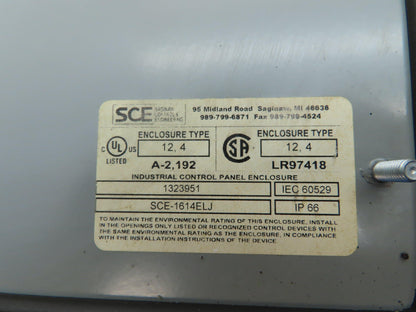 SCE SAGINAW CONTROL & ENGINEERING
95 Midland Road Saginaw, MI 48638
989-799-6871 Fax 989-799-4524
ENCLOSURE TYPE ENCLOSURE TYPE
C UL US 12, 4 SA 12, 4
LISTED A-2,192 LR97418
INDUSTRIAL CONTROL PANEL ENCLOSURE
1323951 IEC 60529
SCE-1614ELJ IP 66
TO MAINTAIN THE ENVIRONMENTAL RATING OF THIS ENCLOSURE, INSTALL
IN THE OPENINGS ONLY LISTED OR RECOGNIZED CONTROL DEVICES WITH
THE SAME ENVIRONMENTAL RATING AS THE ENCLOSURE, IN COMPLIANCE
WITH THE INSTALLATION INSTRUCTIONS OF THE DEVICE.